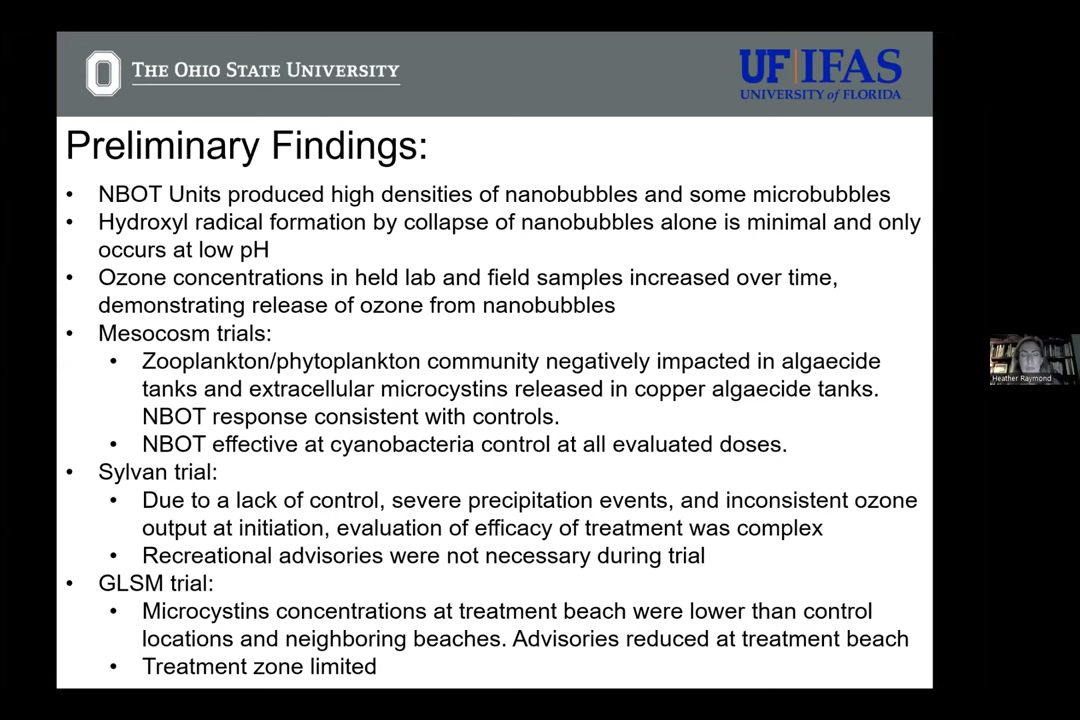 THE OHIO STATE UNIVERSITY
UF IFAS
UNIVERSITY of FLORIDA
Preliminary Findings:
• NBOT Units produced high densities of nanobubbles and some microbubbles
• Hydroxyl radical formation by collapse of nanobubbles alone is minimal and only
occurs at low pH
• Ozone concentrations in held lab and field samples increased over time,
demonstrating release of ozone from nanobubbles
• Mesocosm trials:
• Zooplankton/phytoplankton community negatively impacted in algaecide
tanks and extracellular microcystins released in copper algaecide tanks.
NBOT response consistent with controls.
• NBOT effective at cyanobacteria control at all evaluated doses.
• Sylvan trial:
• Due to a lack of control, severe precipitation events, and inconsistent ozone
output at initiation, evaluation of efficacy of treatment was complex
• Recreational advisories were not necessary during trial
• GLSM trial:
• Microcystins concentrations at treatment beach were lower than control
locations and neighboring beaches. Advisories reduced at treatment beach
• Treatment zone limited
Heather Raymond